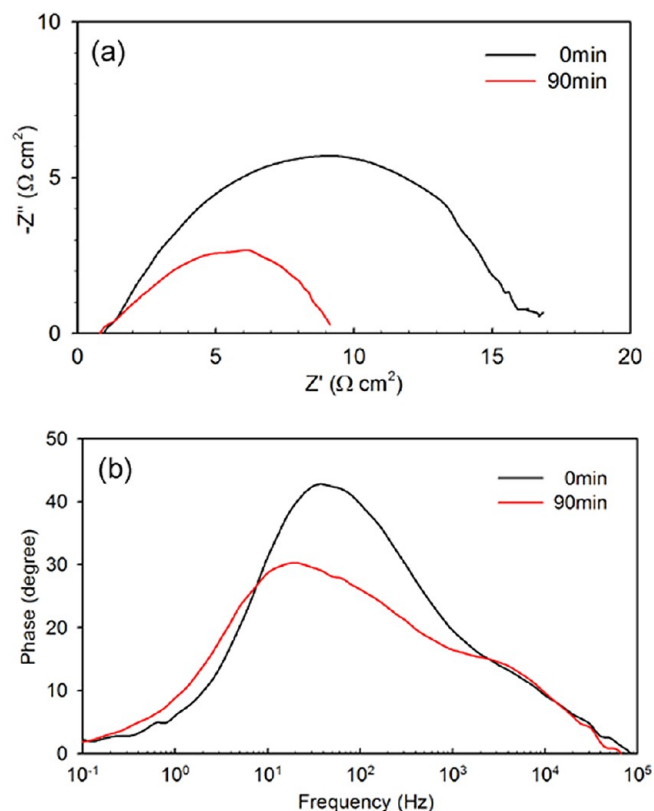 (a)
0min
90min
10
5
0
-Z" (Ω cm²)
0 5 10 15 20
Z' (Ω cm²)
(b)
0min
90min
50
40
30
20
10
0
Phase (degree)
10⁻¹ 10⁰ 10¹ 10² 10³ 10⁴ 10⁵
Frequency (Hz)